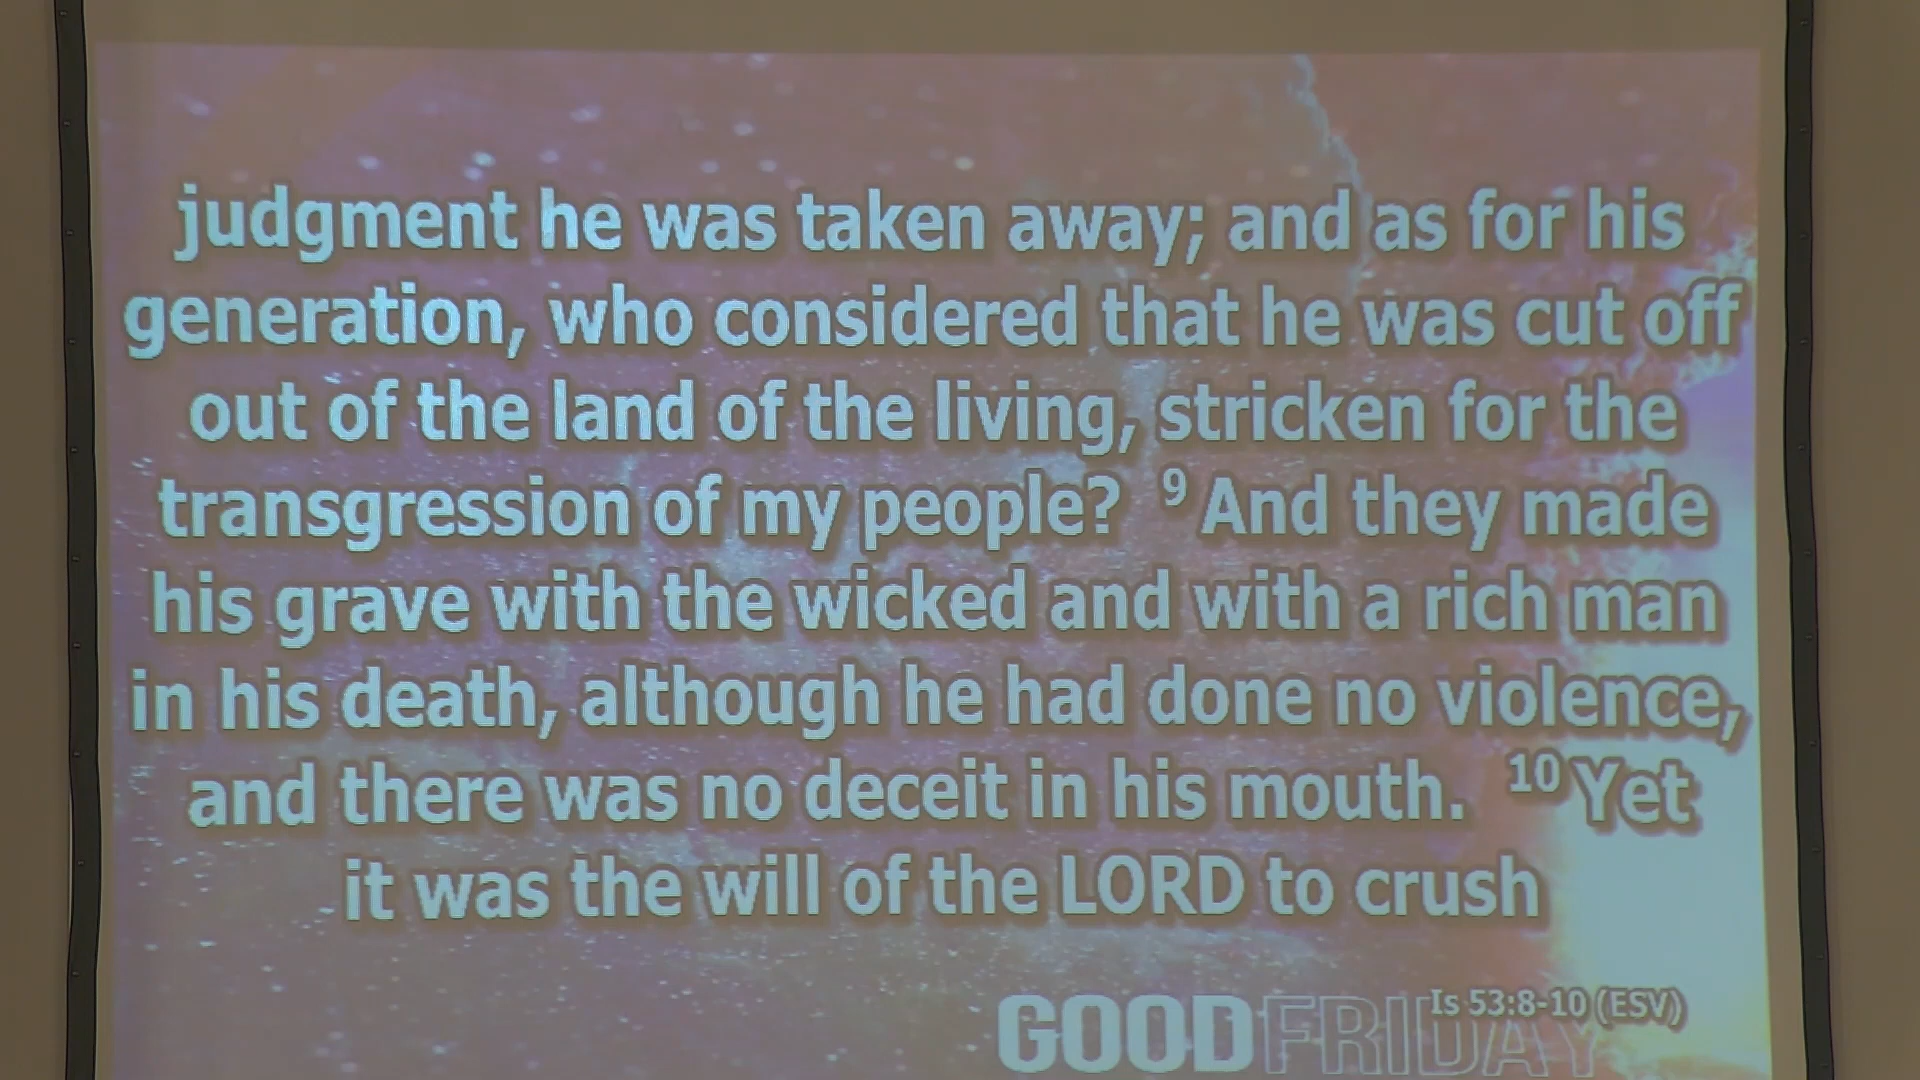 judgment he was taken away; and as for his
generation, who considered that he was cut off
out of the land of the living, stricken for the
transgression of my people? 9 And they made
his grave with the wicked and with a rich man
in his death, although he had done no violence,
and there was no deceit in his mouth. 10 Yet
it was the will of the LORD to crush
Is 53:8-10 (ESV)
GOODFRIDAY